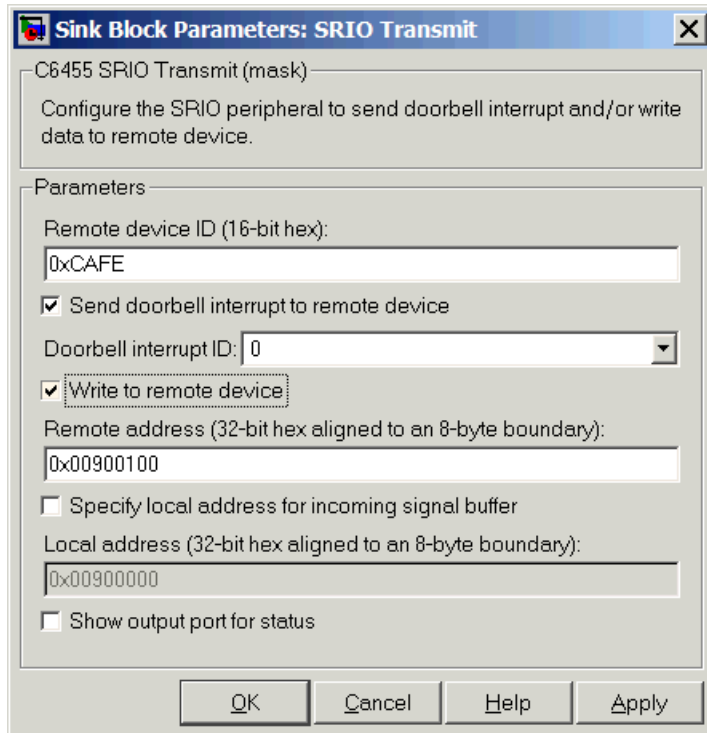 Sink Block Parameters: SRIO Transmit
C6455 SRIO Transmit (mask)
Configure the SRIO peripheral to send doorbell interrupt and/or write
data to remote device.
Parameters
Remote device ID (16-bit hex):
0xCAFE
Send doorbell interrupt to remote device
Doorbell interrupt ID: 0
Write to remote device
Remote address (32-bit hex aligned to an 8-byte boundary):
0x00900100
Specify local address for incoming signal buffer
Local address (32-bit hex aligned to an 8-byte boundary):
0x00900000
Show output port for status
OK Cancel Help Apply